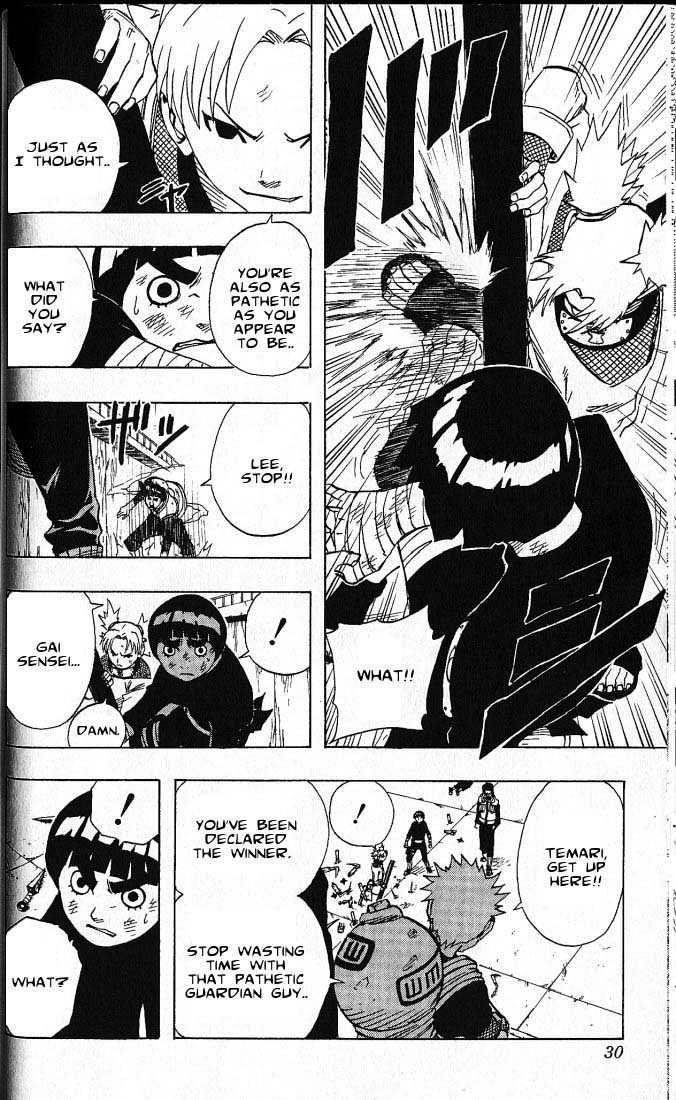 WHAT!!
JUST AS
I THOUGHT..
YOU'RE
ALSO AS
PATHETIC
AS YOU
APPEAR
TO BE..
WHAT
DID
YOU
SAY?
LEE,
STOP!!
!
GAI
SENSEI...
DAMN.
TEMARI,
GET UP
HERE!!
!
YOU'VE BEEN
DECLARED
THE WINNER.
STOP WASTING
TIME WITH
THAT PATHETIC
GUARDIAN GUY..
!
WHAT?
30